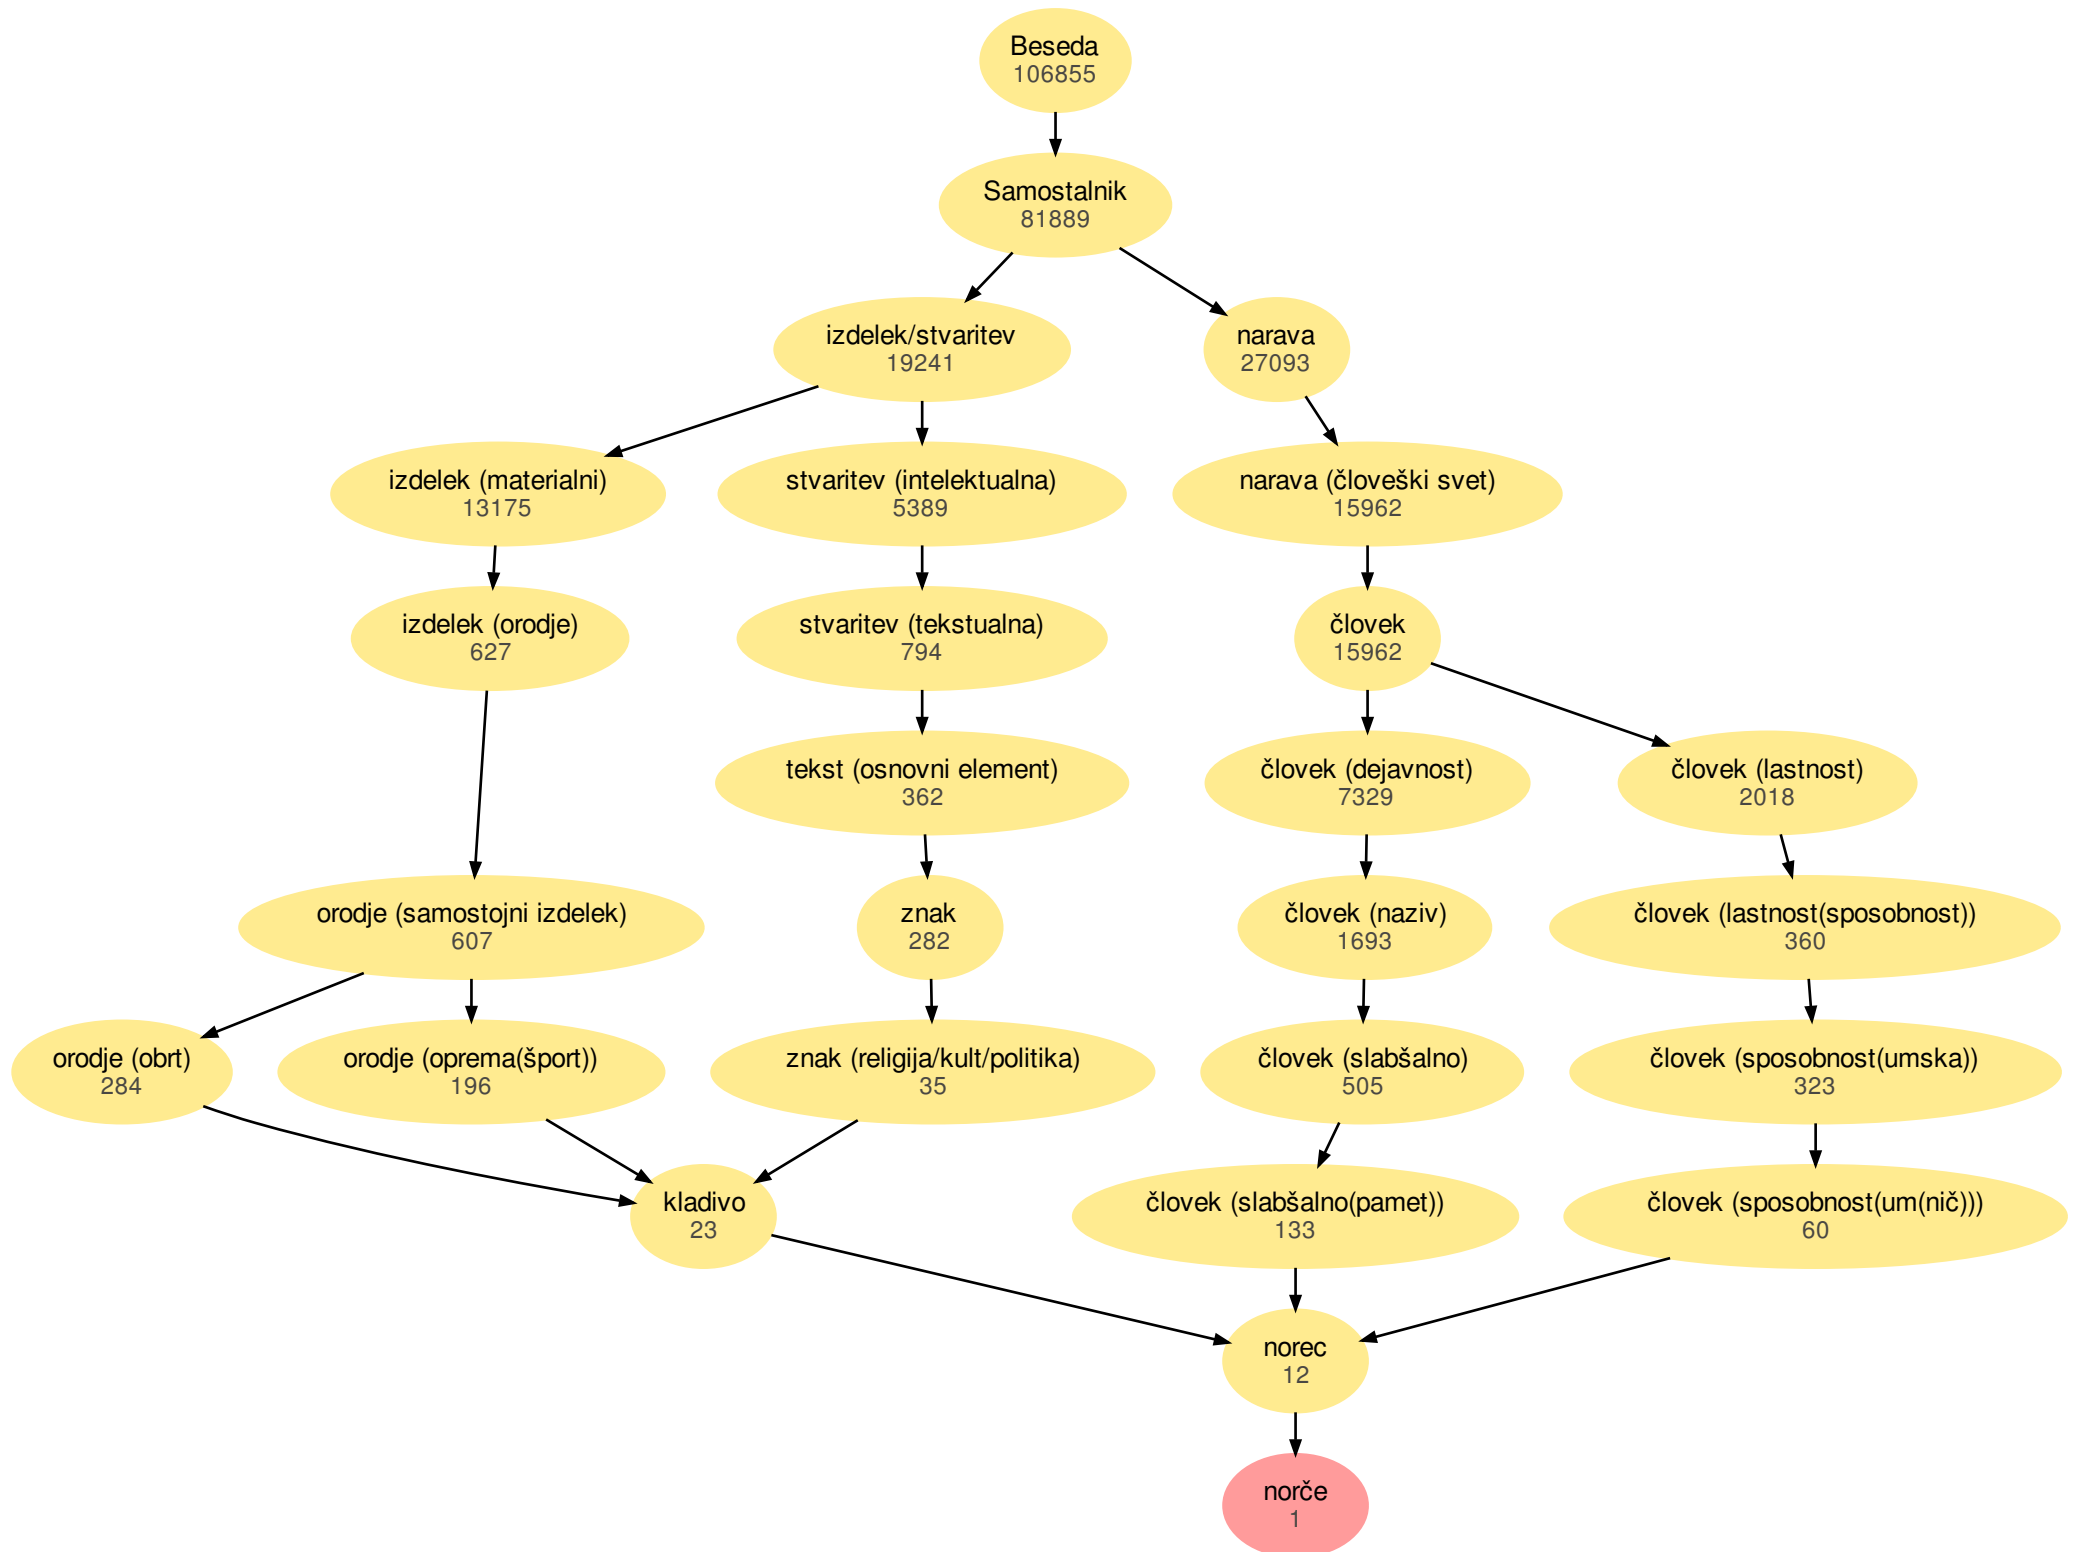 Beseda
106855
Samostalnik
81889
izdelek/stvaritev
19241
narava
27093
izdelek (materialni)
13175
stvaritev (intelektualna)
5389
narava (človeški svet)
15962
izdelek (orodje)
627
stvaritev (tekstualna)
794
človek
15962
tekst (osnovni element)
362
človek (dejavnost)
7329
človek (lastnost)
2018
orodje (samostojni izdelek)
607
znak
282
človek (naziv)
1693
človek (lastnost(sposobnost))
360
orodje (obrt)
284
orodje (oprema(šport))
196
znak (religija/kult/politika)
35
človek (slabšalno)
505
človek (sposobnost(umska))
323
kladivo
23
človek (slabšalno(pamet))
133
človek (sposobnost(um(nič)))
60
norec
12
norče
1